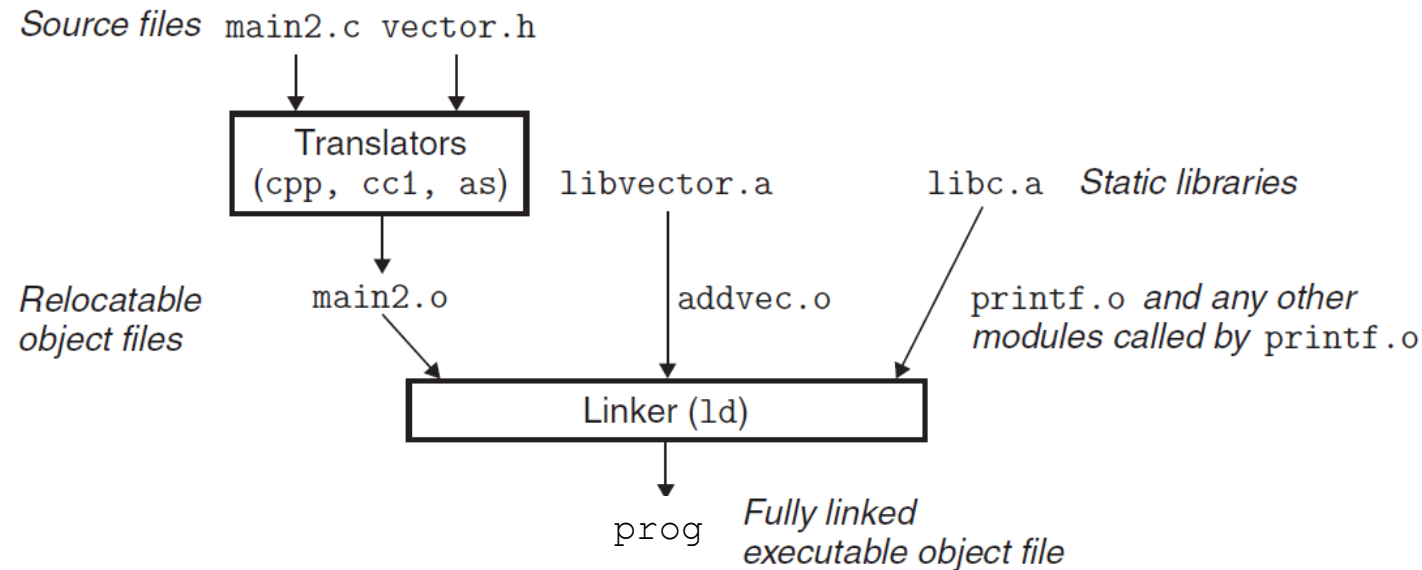 Source files main2.c vector.h
Translators
(cpp, cc1, as)
libvector.a
libc.a Static libraries
Relocatable
object files
main2.o
addvec.o
printf.o and any other
modules called by printf.o
Linker (ld)
prog
Fully linked
executable object file